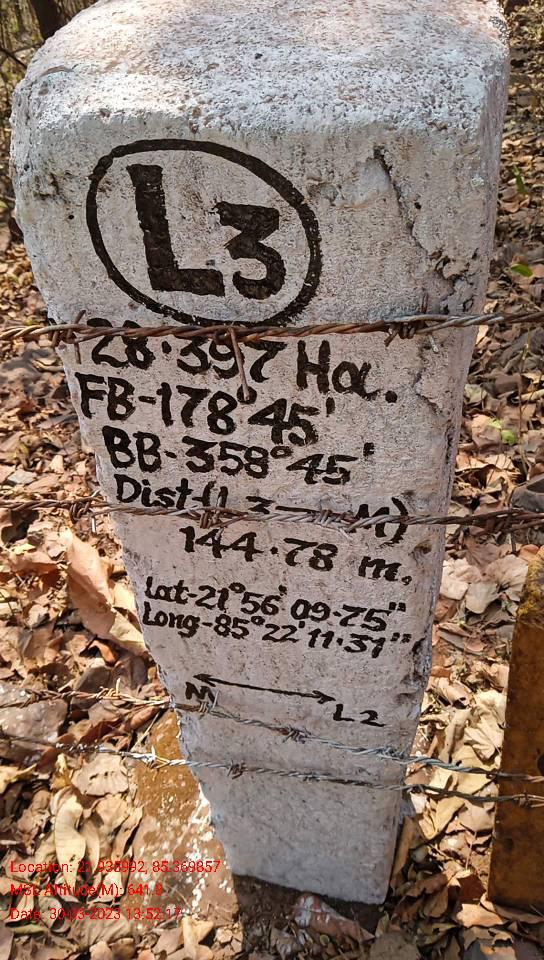 L3
28.397 Ha.
FB-178°45'
BB-358°45'
Dist-(L3-M)
144.78 m.
Lat-21°56'09.75"
Long-85°22'11.31"
M ↔ L2
Location: 21.935992, 85.369857
MSL Altitude(M): 641.9
Date: 30-03-2023 13:52:17